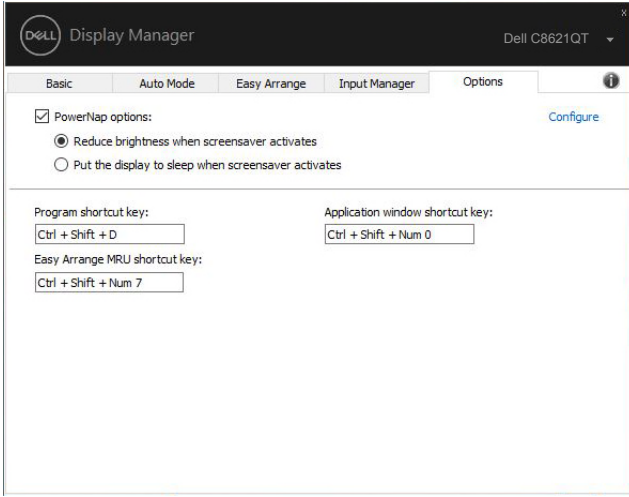 DELL Display Manager
Dell C8621QT
x
Basic Auto Mode Easy Arrange Input Manager Options
PowerNap options: Configure
Reduce brightness when screensaver activates
Put the display to sleep when screensaver activates
Program shortcut key: Application window shortcut key:
Ctrl + Shift + D Ctrl + Shift + Num 0
Easy Arrange MRU shortcut key:
Ctrl + Shift + Num 7